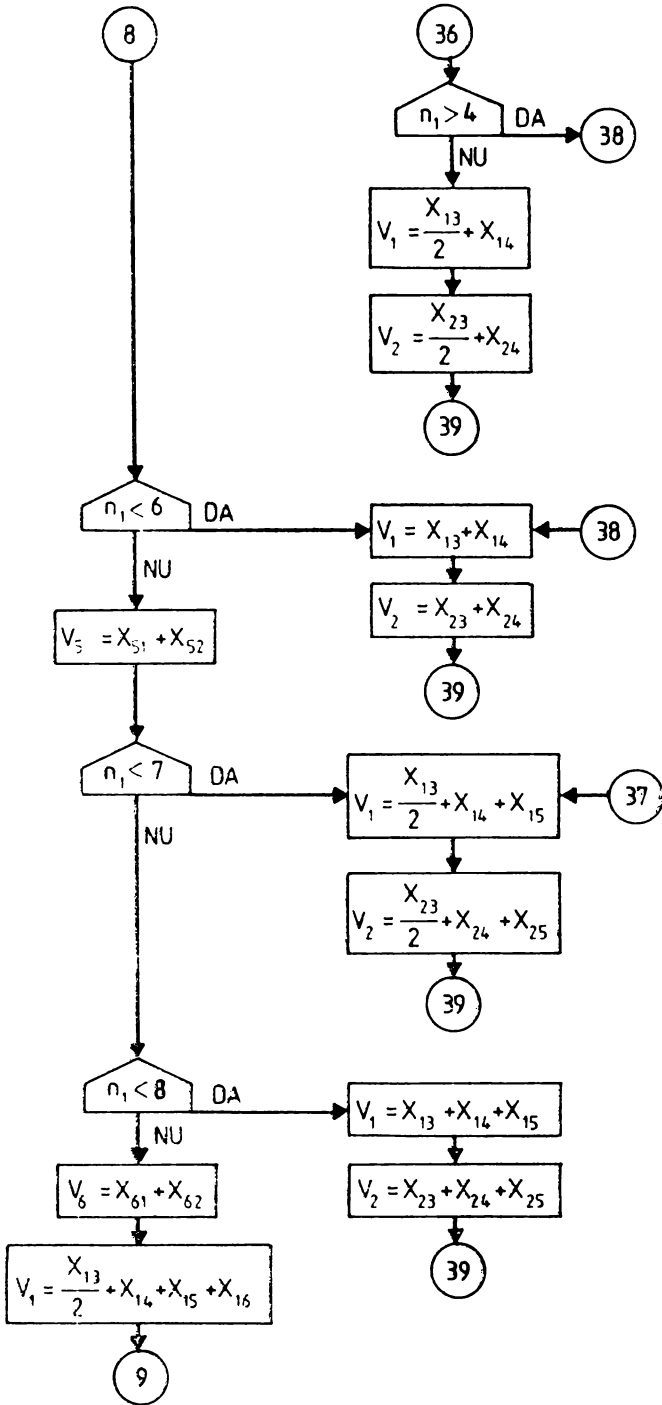 8
36
n₁ > 4 DA
38
NU
V₁ = X₁₃/2 + X₁₄
V₂ = X₂₃/2 + X₂₄
39
n₁ < 6 DA
V₁ = X₁₃ + X₁₄
38
NU
V₂ = X₂₃ + X₂₄
V₅ = X₅₁ + X₅₂
39
n₁ < 7 DA
V₁ = X₁₃/2 + X₁₄ + X₁₅
37
NU
V₂ = X₂₃/2 + X₂₄ + X₂₅
39
n₁ < 8 DA
V₁ = X₁₃ + X₁₄ + X₁₅
NU
V₆ = X₆₁ + X₆₂
V₂ = X₂₃ + X₂₄ + X₂₅
39
V₁ = X₁₃/2 + X₁₄ + X₁₅ + X₁₆
9